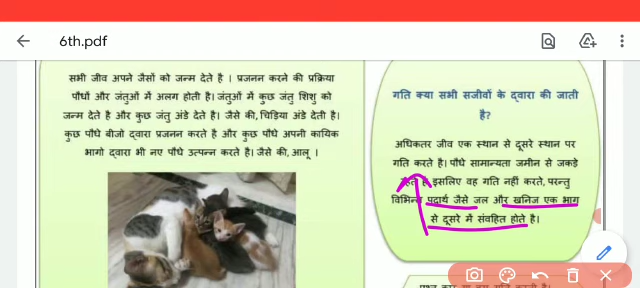 6th.pdf
सभी जीव अपने जैसों को जन्म देते है । प्रजनन करने की प्रक्रिया
पौधों और जंतुओं में अलग होती है। जंतुओं में कुछ जंतु शिशु को
जन्म देते है और कुछ जंतु अंडे देते है। जैसे की, चिड़िया अंडे देती है।
कुछ पौधे बीजो द्वारा प्रजनन करते है और कुछ पौधे अपनी कायिक
भागो द्वारा भी नए पौधे उत्पन्न करते है। जैसे की, आलू ।
गति क्या सभी सजीवों के द्वारा की जाती
है?
अधिकतर जीव एक स्थान से दूसरे स्थान पर
गति करते है। पौधे सामान्यता जमीन से जकड़े
रहते है इसलिए वह गति नहीं करते, परन्तु
विभिन्न पदार्थ जैसे जल और खनिज एक भाग
से दूसरे में संवहित होते है।